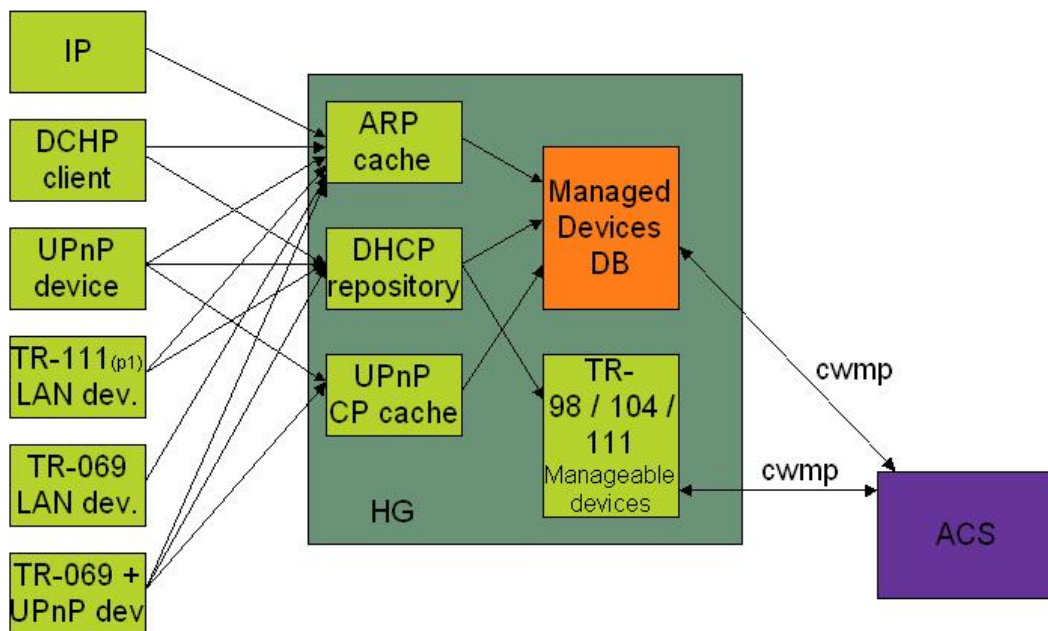 IP
DCHP
client
UPnP
device
TR-111(p1)
LAN dev.
TR-069
LAN dev.
TR-069 +
UPnP dev
ARP
cache
DHCP
repository
UPnP
CP cache
HG
Managed
Devices
DB
TR-
98 / 104 /
111
Manageable
devices
cwmp
cwmp
ACS